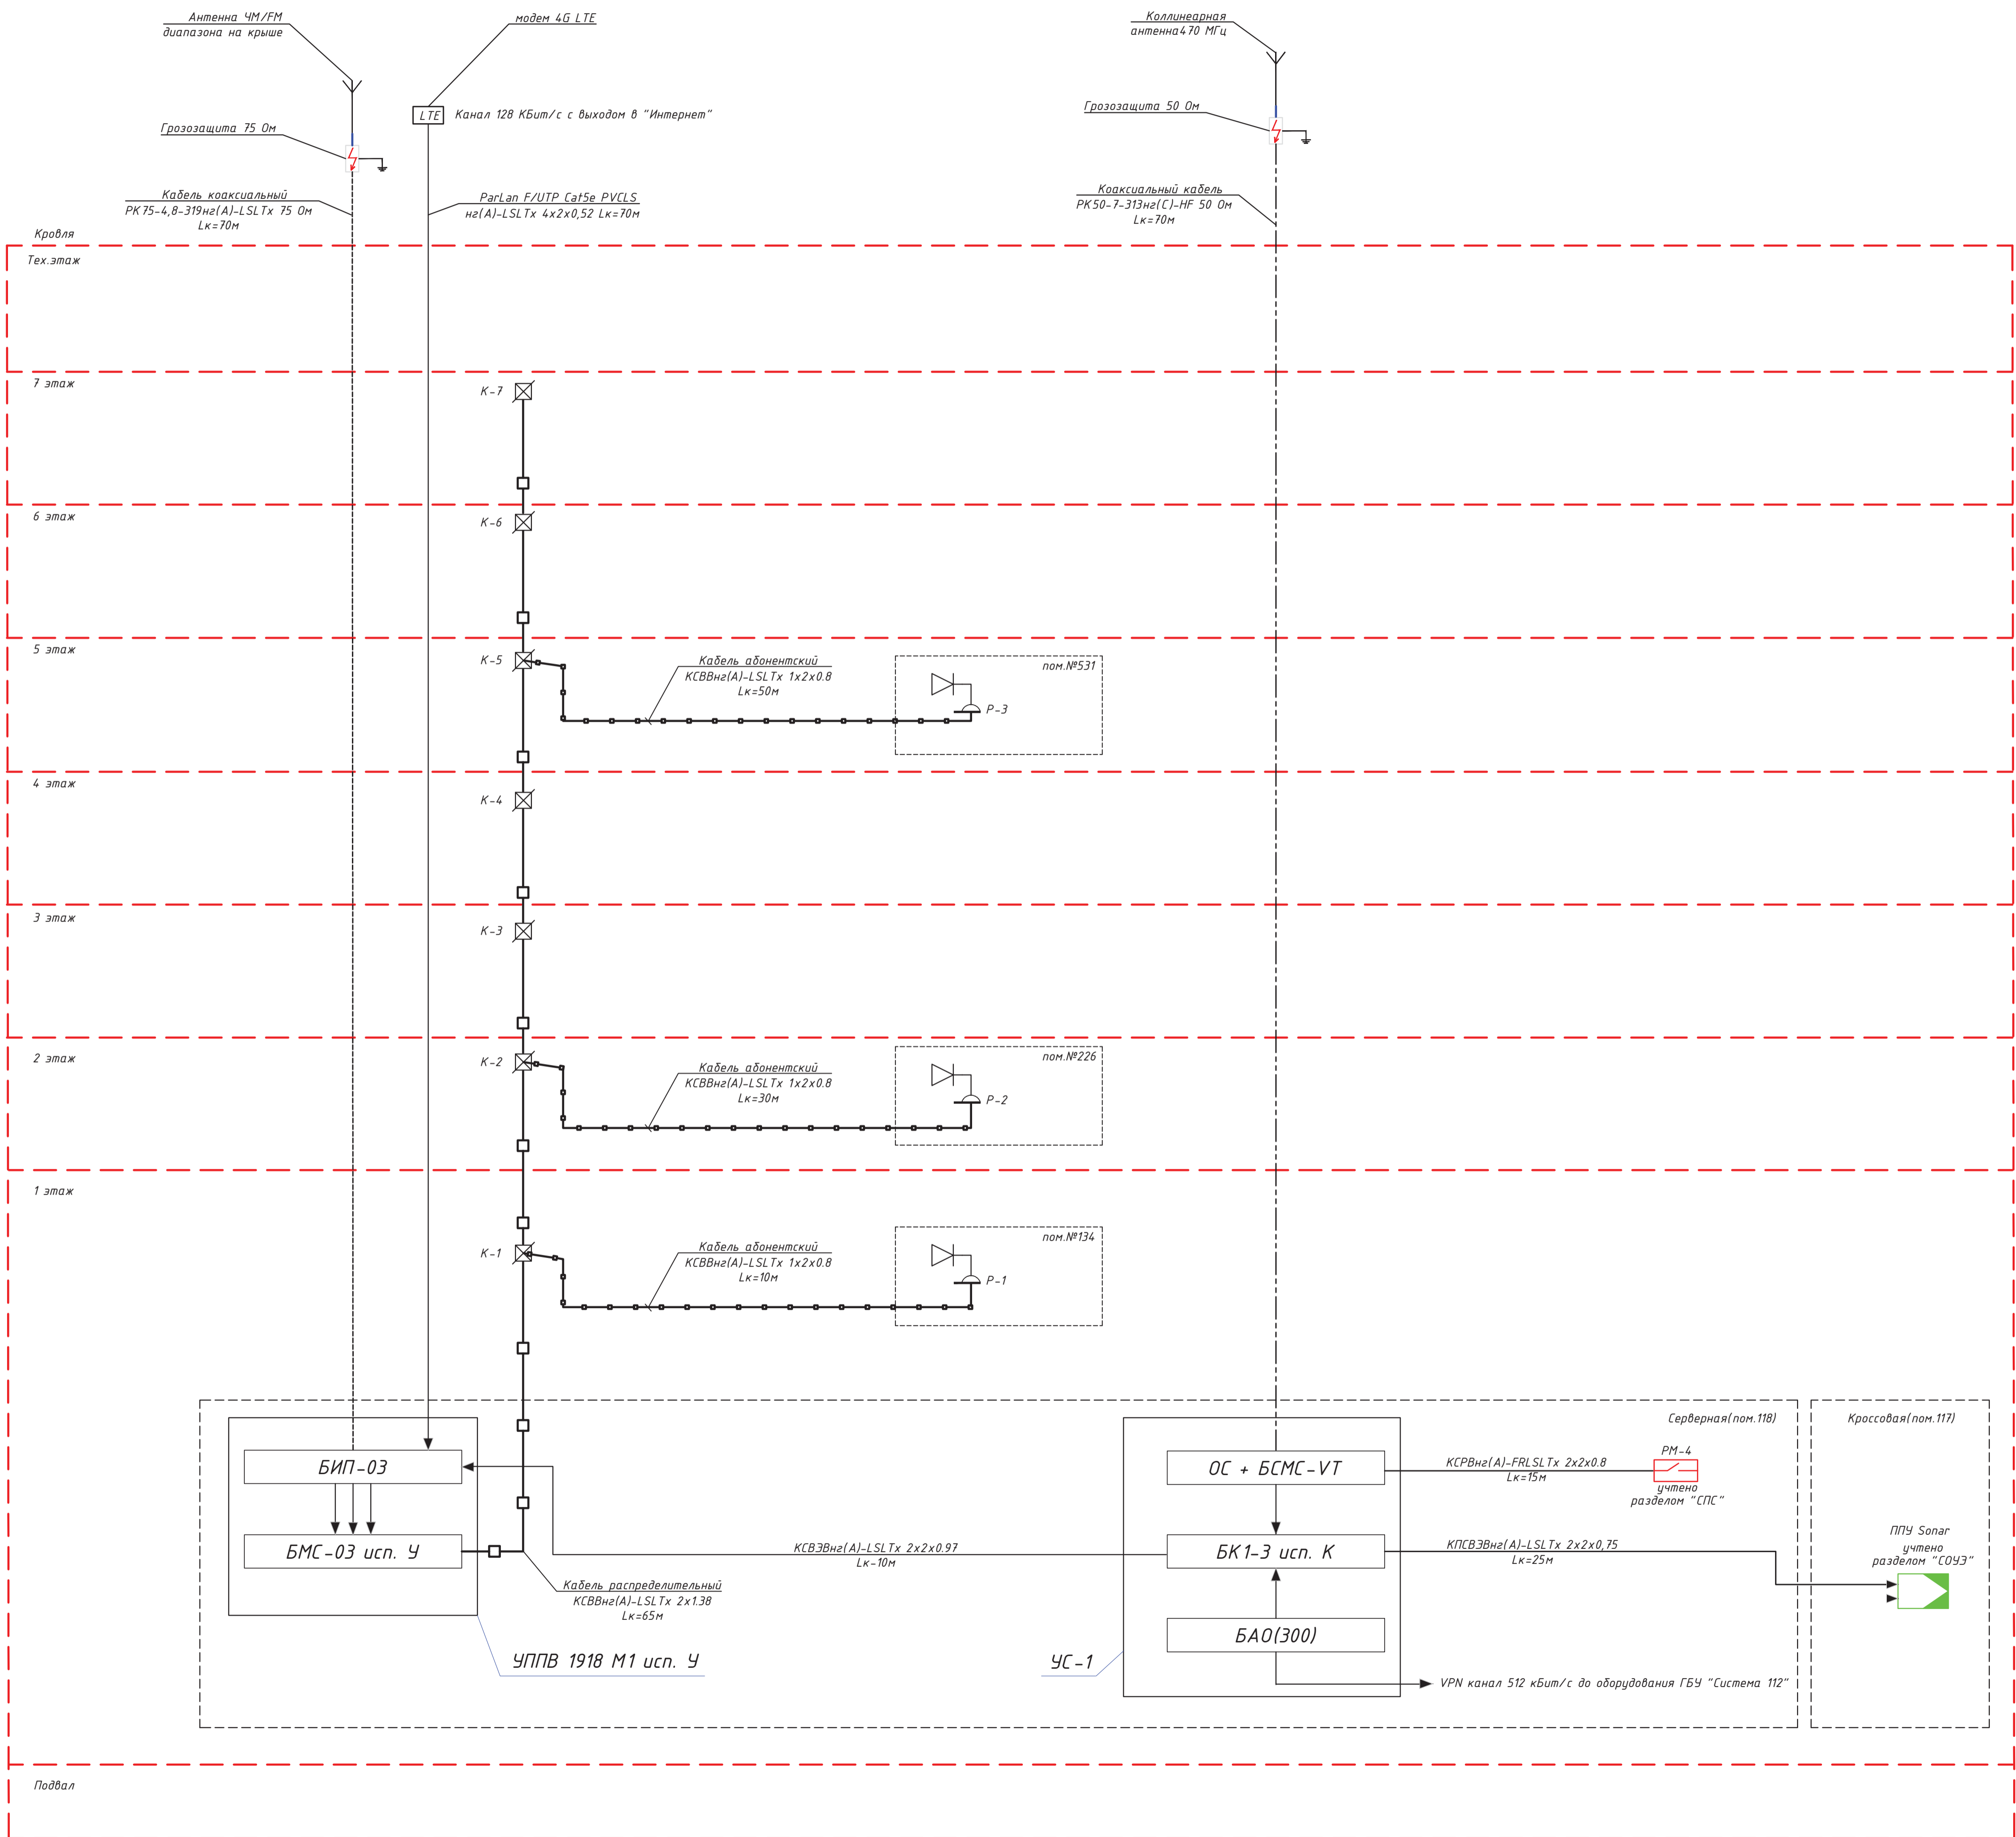 Антенна ЧМ/FM
диапазона на крыше
модем 4G LTE
Коллинеарная
антенна470 МГц
LTE
Канал 128 КБит/с с выходом в "Интернет"
Грозозащита 50 Ом
Грозозащита 75 Ом
Кабель коаксиальный
РК75-4,8-319нг(А)-LSLTx 75 Ом
Lк=70м
ParLan F/UTP Cat5e PVCLS
нг(А)-LSLTx 4х2х0,52 Lк=70м
Коаксиальный кабель
РК50-7-313нг(С)-HF 50 Ом
Lк=70м
Кровля
Тех.этаж
7 этаж
К-7
6 этаж
К-6
5 этаж
К-5
Кабель абонентский
КСВВнг(А)-LSLTx 1х2х0.8
Lк=50м
пом.№531
Р-3
4 этаж
К-4
3 этаж
К-3
2 этаж
К-2
Кабель абонентский
КСВВнг(А)-LSLTx 1х2х0.8
Lк=30м
пом.№226
Р-2
1 этаж
К-1
Кабель абонентский
КСВВнг(А)-LSLTx 1х2х0.8
Lк=10м
пом.№134
Р-1
Серверная(пом.118)
Кроссовая(пом.117)
БИП-03
БМС-03 исп. У
ОС + БСМС-VT
БК1-3 исп. К
БАО(300)
КСРВнг(А)-FRLSLTx 2х2х0.8
Lк=15м
РМ-4
учтено
разделом "СПС"
КСВЭВнг(А)-LSLTx 2х2х0.97
Lк-10м
КПСВЭВнг(А)-LSLTx 2х2х0,75
Lк=25м
ППУ Sonar
учтено
разделом "СОУЭ"
Кабель распределительный
КСВВнг(А)-LSLTx 2х1.38
Lк=65м
УППВ 1918 М1 исп. У
УС-1
VPN канал 512 кБит/с до оборудования ГБУ "Система 112"
Подвал